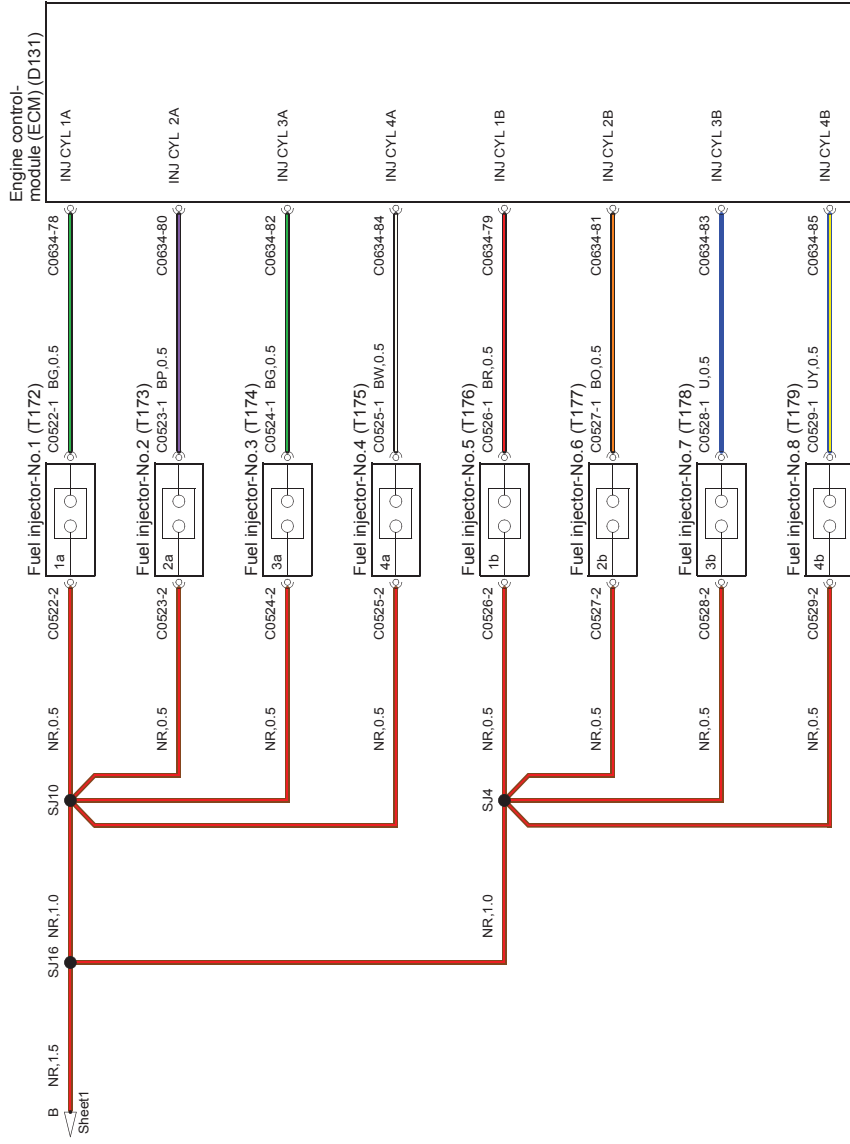 Engine control-
module (ECM) (D131)
INJ CYL 1A
INJ CYL 2A
INJ CYL 3A
INJ CYL 4A
INJ CYL 1B
INJ CYL 2B
INJ CYL 3B
INJ CYL 4B
C0634-78
C0634-80
C0634-82
C0634-84
C0634-79
C0634-81
C0634-83
C0634-85
Fuel injector-No.1 (T172)
C0522-1 BG,0.5
1a
C0522-2
NR,0.5
Fuel injector-No.2 (T173)
C0523-1 BP,0.5
2a
C0523-2
NR,0.5
Fuel injector-No.3 (T174)
C0524-1 BG,0.5
3a
C0524-2
NR,0.5
Fuel injector-No.4 (T175)
C0525-1 BW,0.5
4a
C0525-2
NR,0.5
Fuel injector-No.5 (T176)
C0526-1 BR,0.5
1b
C0526-2
NR,0.5
Fuel injector-No.6 (T177)
C0527-1 BO,0.5
2b
C0527-2
NR,0.5
Fuel injector-No.7 (T178)
C0528-1 U,0.5
3b
C0528-2
NR,0.5
Fuel injector-No.8 (T179)
C0529-1 UY,0.5
4b
C0529-2
NR,0.5
SJ10
SJ4
NR,1.0
NR,1.0
SJ16
NR,1.5
B
Sheet1